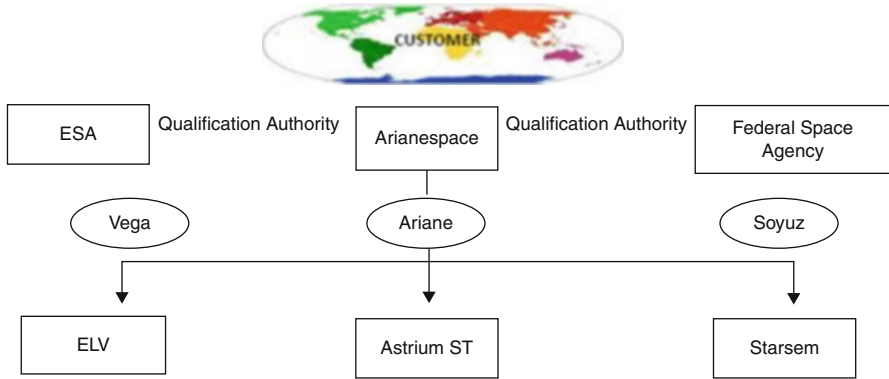 CUSTOMER
ESA
Qualification Authority
Arianespace
Qualification Authority
Federal Space
Agency
Vega
Ariane
Soyuz
ELV
Astrium ST
Starsem